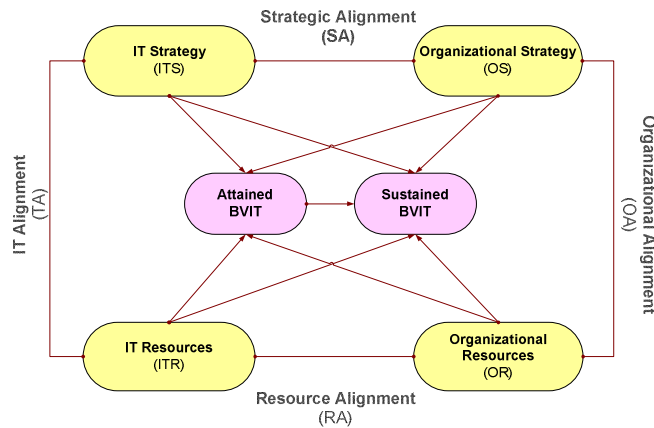 Strategic Alignment
(SA)
IT Strategy
(ITS)
Organizational Strategy
(OS)
IT Alignment
(TA)
Organizational Alignment
(OA)
Attained
BVIT
Sustained
BVIT
IT Resources
(ITR)
Organizational
Resources
(OR)
Resource Alignment
(RA)